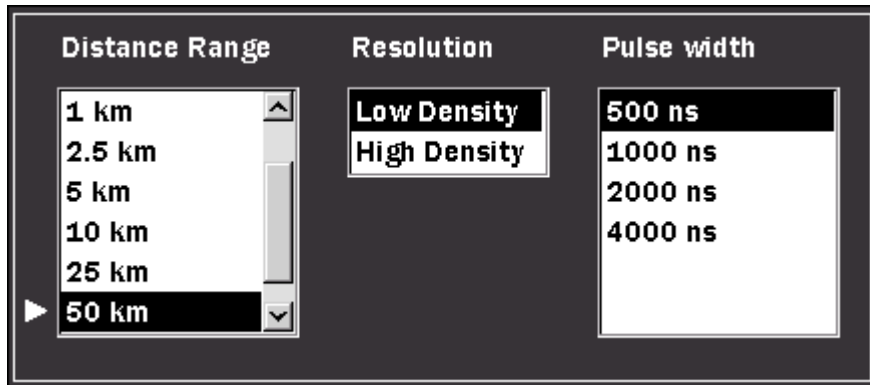 Distance Range
1 km
2.5 km
5 km
10 km
25 km
50 km
Resolution
Low Density
High Density
Pulse width
500 ns
1000 ns
2000 ns
4000 ns